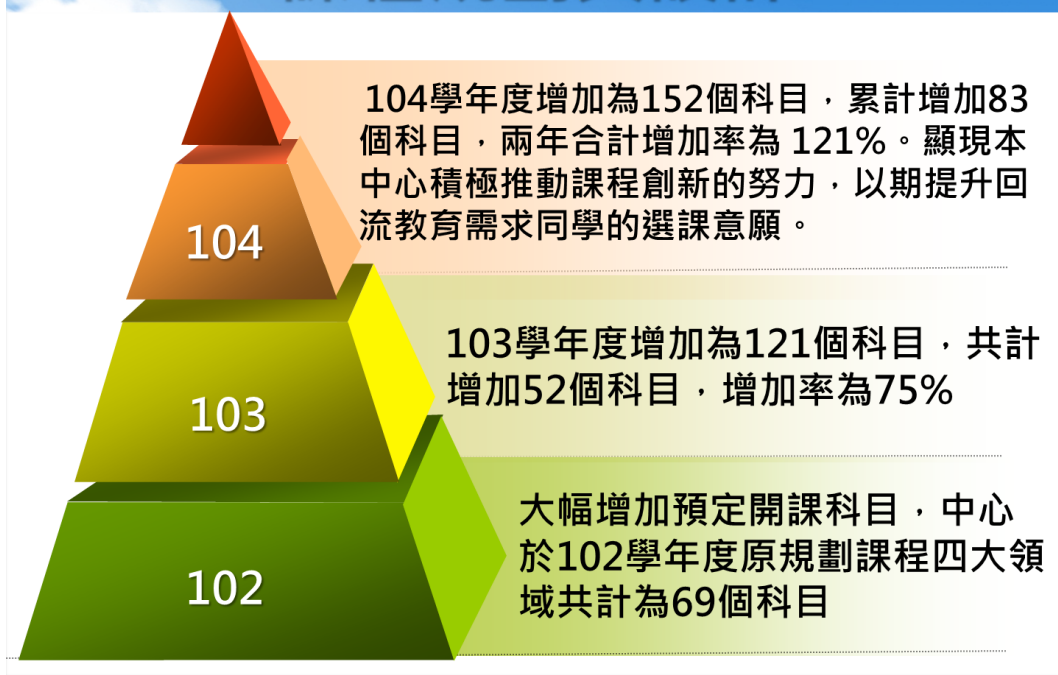 104學年度增加為152個科目，累計增加83
個科目，兩年合計增加率為 121%。顯現本
中心積極推動課程創新的努力，以期提升回
流教育需求同學的選課意願。
104
103學年度增加為121個科目，共計
增加52個科目，增加率為75%
103
大幅增加預定開課科目，中心
於102學年度原規劃課程四大領
域共計為69個科目
102